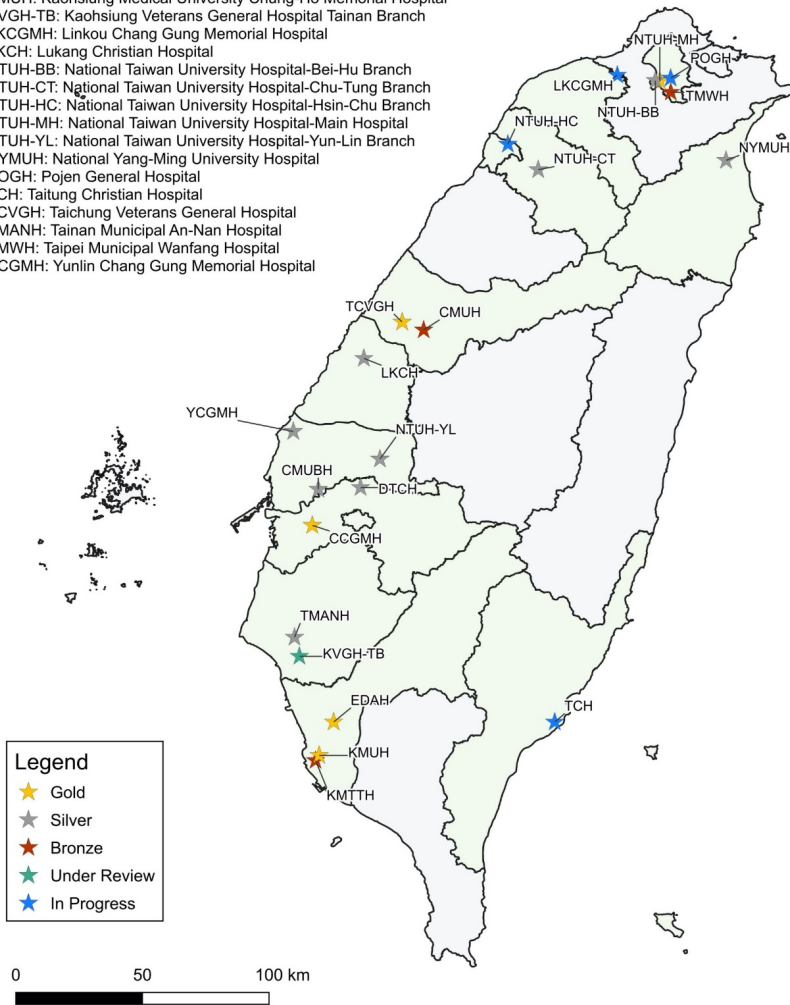 VGH-TB: Kaohsiung Veterans General Hospital Tainan Branch
KCGMH: Linkou Chang Gung Memorial Hospital
KCH: Lukang Christian Hospital
TUH-BB: National Taiwan University Hospital-Bei-Hu Branch
TUH-CT: National Taiwan University Hospital-Chu-Tung Branch
TUH-HC: National Taiwan University Hospital-Hsin-Chu Branch
TUH-MH: National Taiwan University Hospital-Main Hospital
TUH-YL: National Taiwan University Hospital-Yun-Lin Branch
YMUH: National Yang-Ming University Hospital
OGH: Pojen General Hospital
CH: Taitung Christian Hospital
CVGH: Taichung Veterans General Hospital
MANH: Tainan Municipal An-Nan Hospital
MWH: Taipei Municipal Wanfang Hospital
CGMH: Yunlin Chang Gung Memorial Hospital
NTUH-MH
POGH
LKCGMH
TMWH
NTUH-BB
NTUH-HC
NYMUH
NTUH-CT
TCVGH
CMUH
LKCH
YCGMH
NTUH-YL
CMUBH
DTCH
CCGMH
TMANH
KVGH-TB
EDAH
TCH
KMUH
KMTTH
Legend
Gold
Silver
Bronze
Under Review
In Progress
0 50 100 km